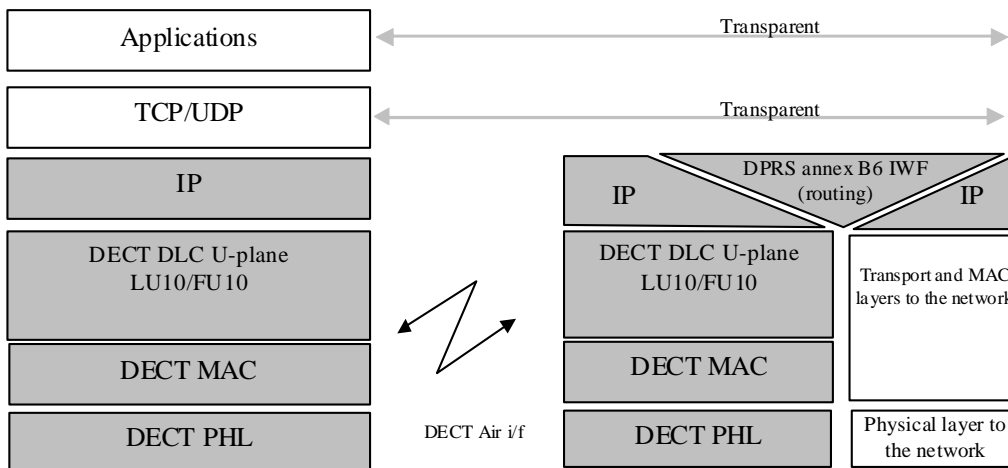 Applications
Transparent
TCP/UDP
Transparent
IP
IP
DPRS annex B6 IWF
(routing)
IP
DECT DLC U-plane
LU10/FU10
DECT DLC U-plane
LU10/FU10
Transport and MAC
layers to the network
DECT MAC
DECT MAC
DECT PHL
DECT Air i/f
DECT PHL
Physical layer to
the network